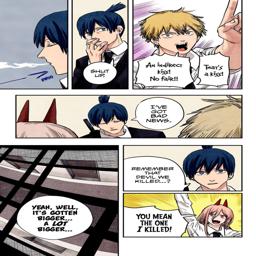 SHUT
UP.
An indirect
kiss!
No fair!!
That's
a kiss!
I'VE
GOT
BAD
NEWS.
REMEMBER
THAT
DEVIL WE
KILLED...?
YEAH, WELL,
IT'S GOTTEN
BIGGER...
A LOT
BIGGER...
YOU MEAN
THE ONE
I KILLED!